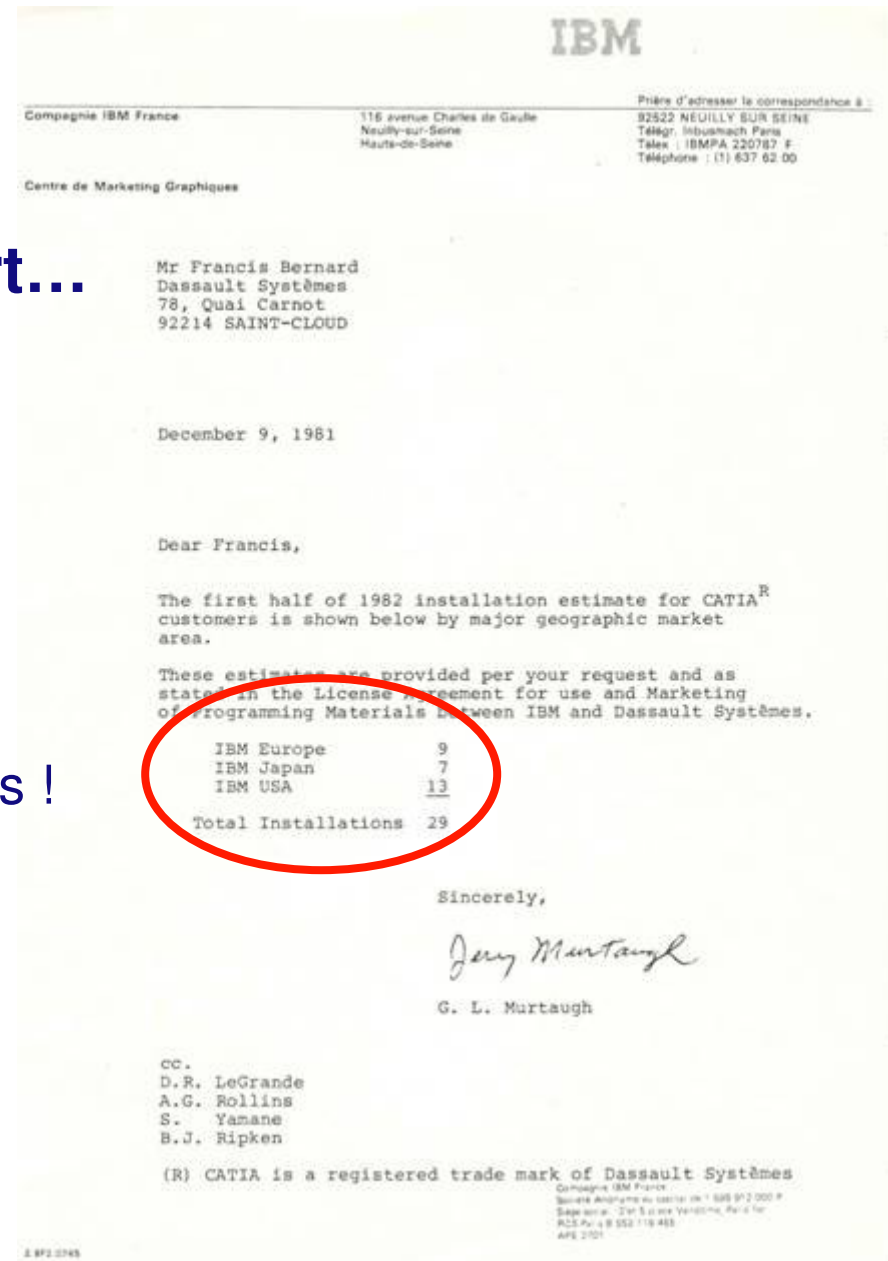 IBM
Prière d'adresser la correspondance à :
Compagnie IBM France
116 avenue Charles de Gaulle
Neuilly-sur-Seine
Hauts-de-Seine
92522 NEUILLY SUR SEINE
Télégr. Inbusmach Paris
Telex : IBMPA 220787 F
Téléphone : (1) 637 62 00
Centre de Marketing Graphiques
t...
Mr Francis Bernard
Dassault Systèmes
78, Quai Carnot
92214 SAINT-CLOUD
December 9, 1981
Dear Francis,
The first half of 1982 installation estimate for CATIA R
customers is shown below by major geographic market
area.
These estimates are provided per your request and as
stated in the License Agreement for use and Marketing
of Programming Materials between IBM and Dassault Systèmes.
IBM Europe 9
IBM Japan 7
IBM USA 13
s !
Total Installations 29
Sincerely,
Jerry Murtaugh
G. L. Murtaugh
cc.
D.R. LeGrande
A.G. Rollins
S. Yamane
B.J. Ripken
(R) CATIA is a registered trade mark of Dassault Systèmes
Compagnie IBM France